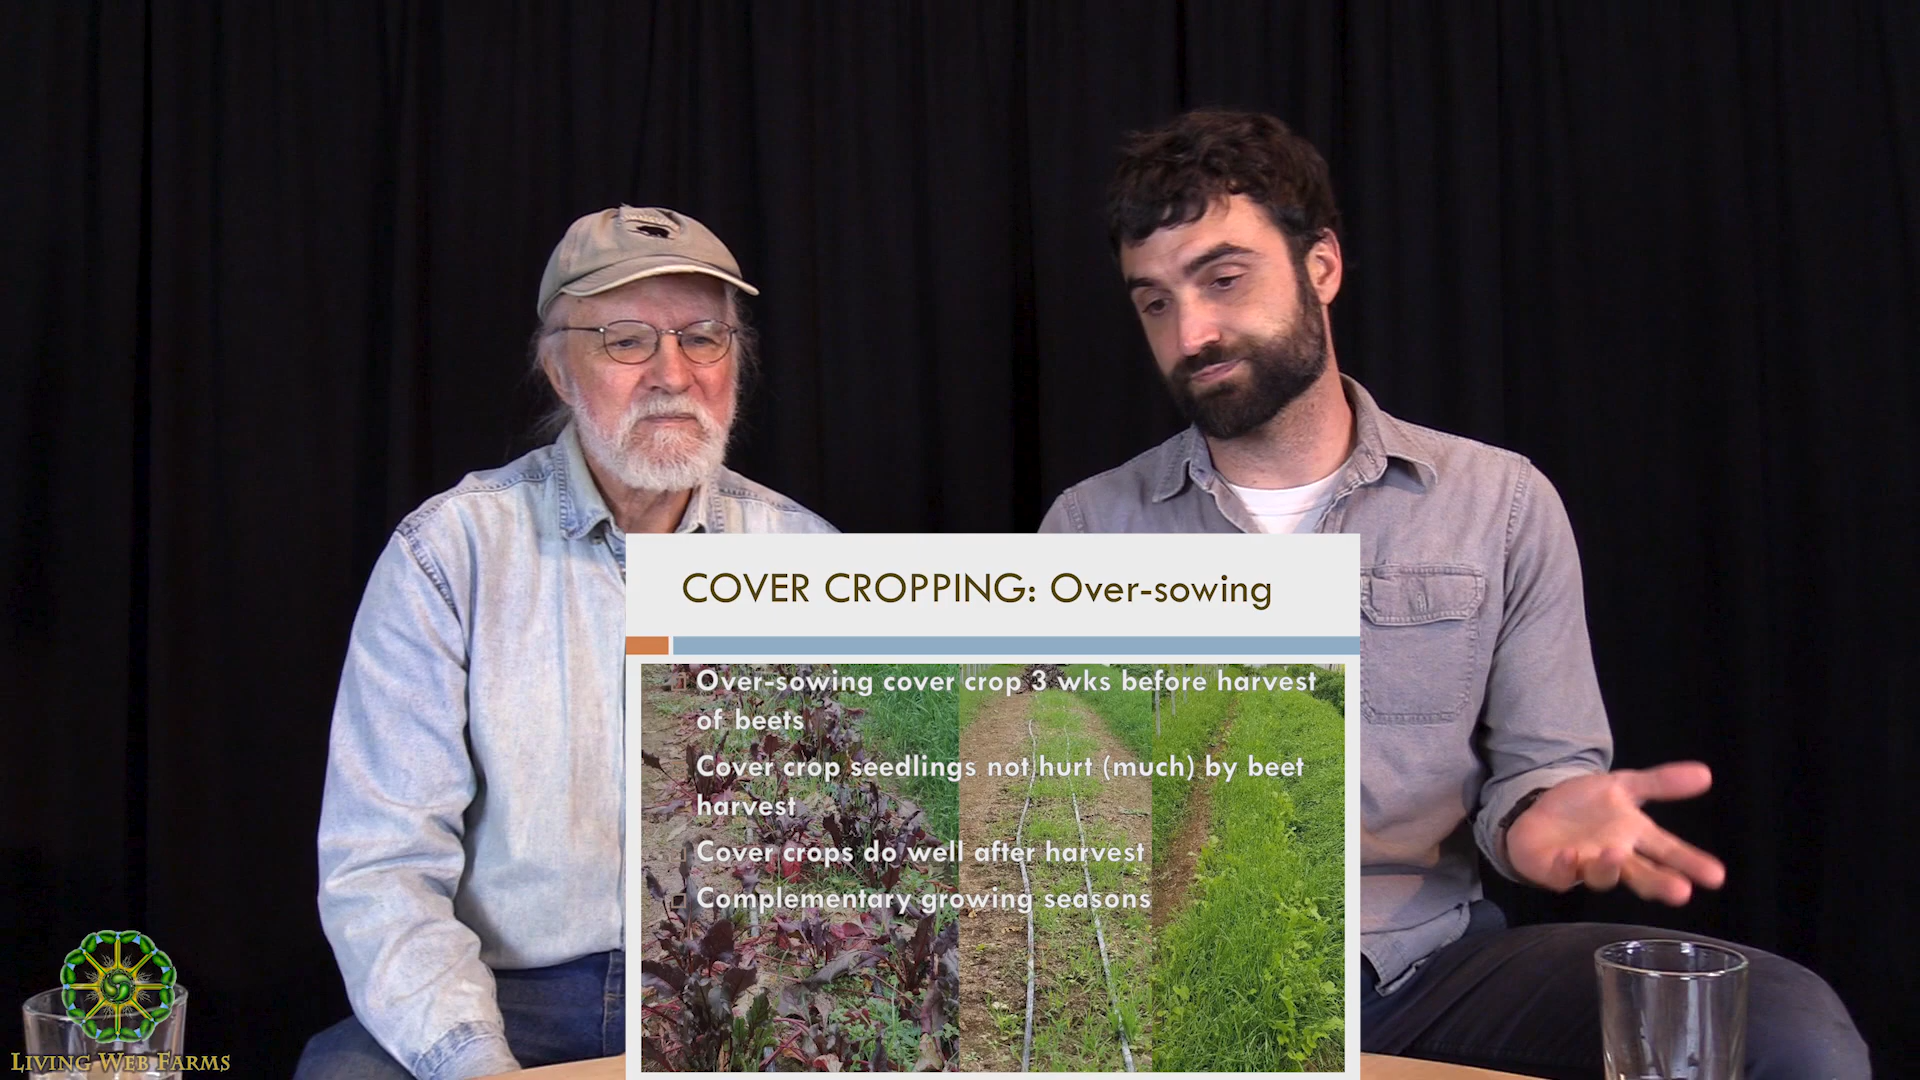 COVER CROPPING: Over-sowing
Over-sowing cover crop 3 wks before harvest
of beets
Cover crop seedlings not hurt (much) by beet
harvest
Cover crops do well after harvest
Complementary growing seasons
LIVING WEB FARMS